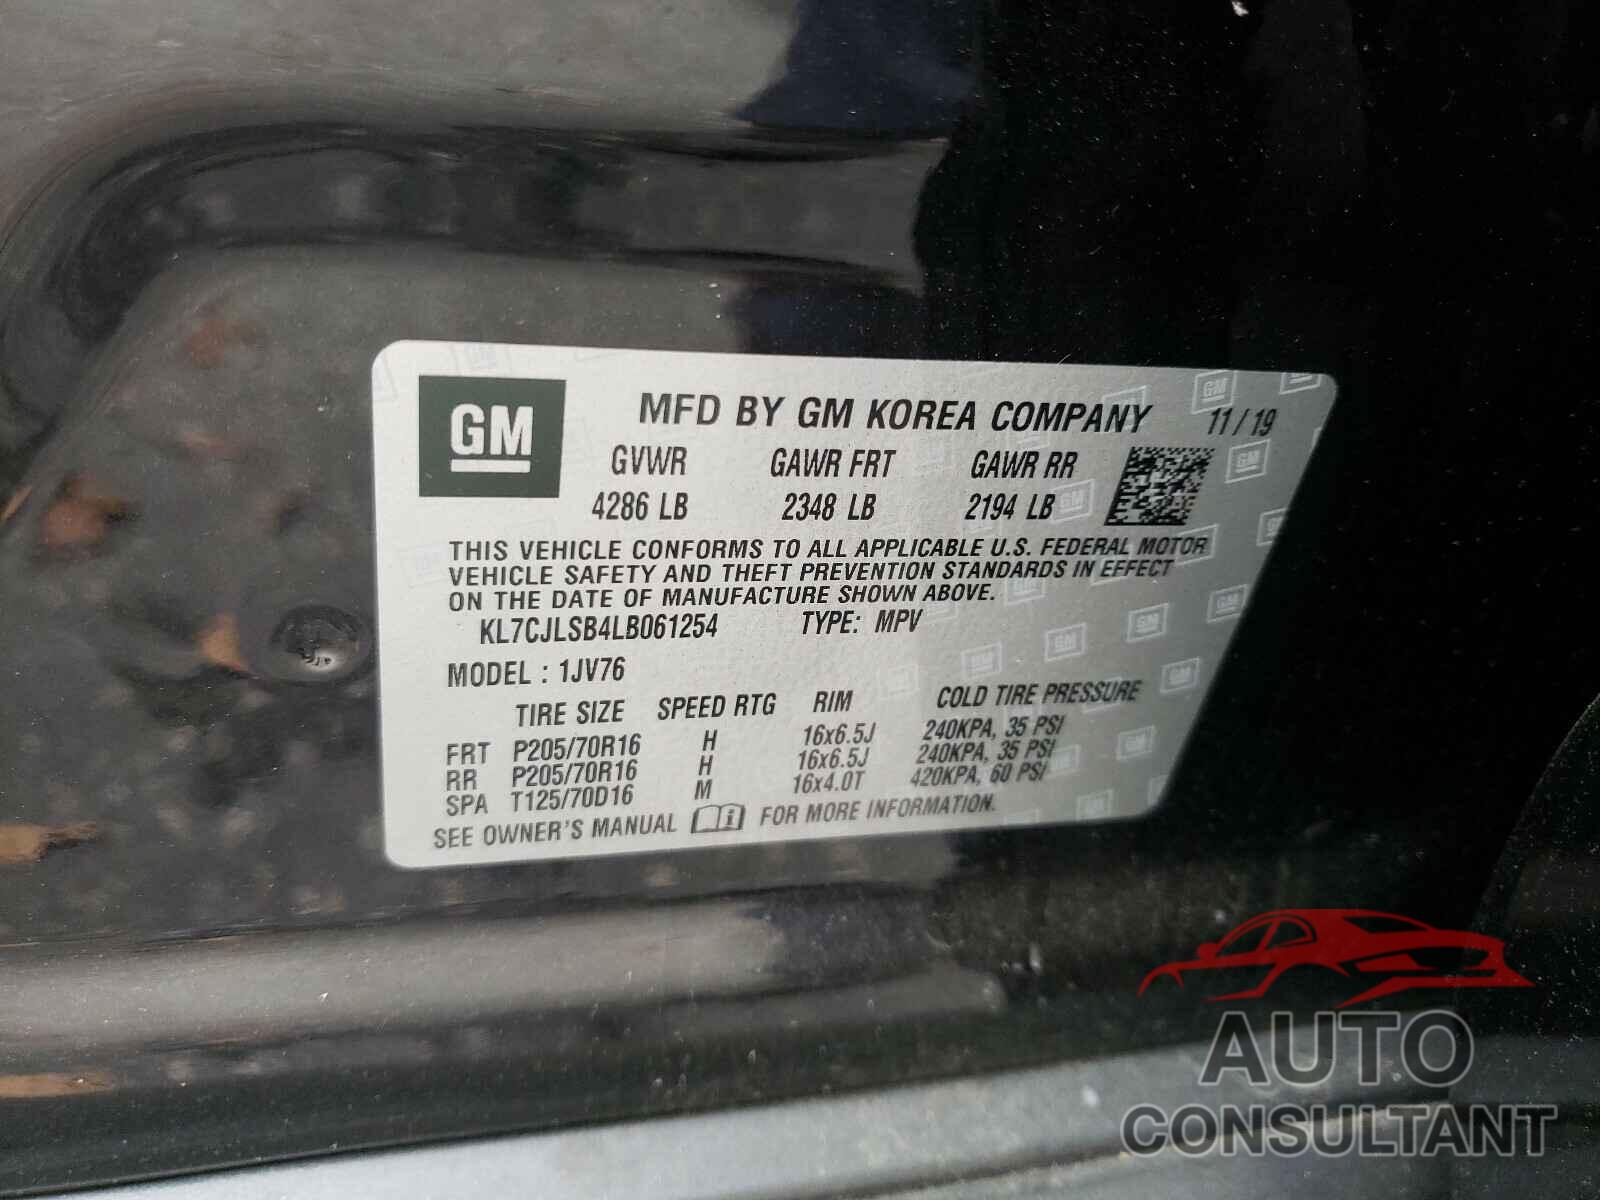 GM
MFD BY GM KOREA COMPANY 11/19
GVWR GAWR FRT GAWR RR
4286 LB 2348 LB 2194 LB
THIS VEHICLE CONFORMS TO ALL APPLICABLE U.S. FEDERAL MOTOR
VEHICLE SAFETY AND THEFT PREVENTION STANDARDS IN EFFECT
ON THE DATE OF MANUFACTURE SHOWN ABOVE.
KL7CJLSB4LB061254 TYPE: MPV
MODEL : 1JV76
TIRE SIZE SPEED RTG RIM COLD TIRE PRESSURE
FRT P205/70R16 H 16x6.5J 240KPA, 35 PSI
RR P205/70R16 H 16x6.5J 240KPA, 35 PSI
SPA T125/70D16 M 16x4.0T 420KPA, 60 PSI
SEE OWNER'S MANUAL FOR MORE INFORMATION.
AUTO
CONSULTANT